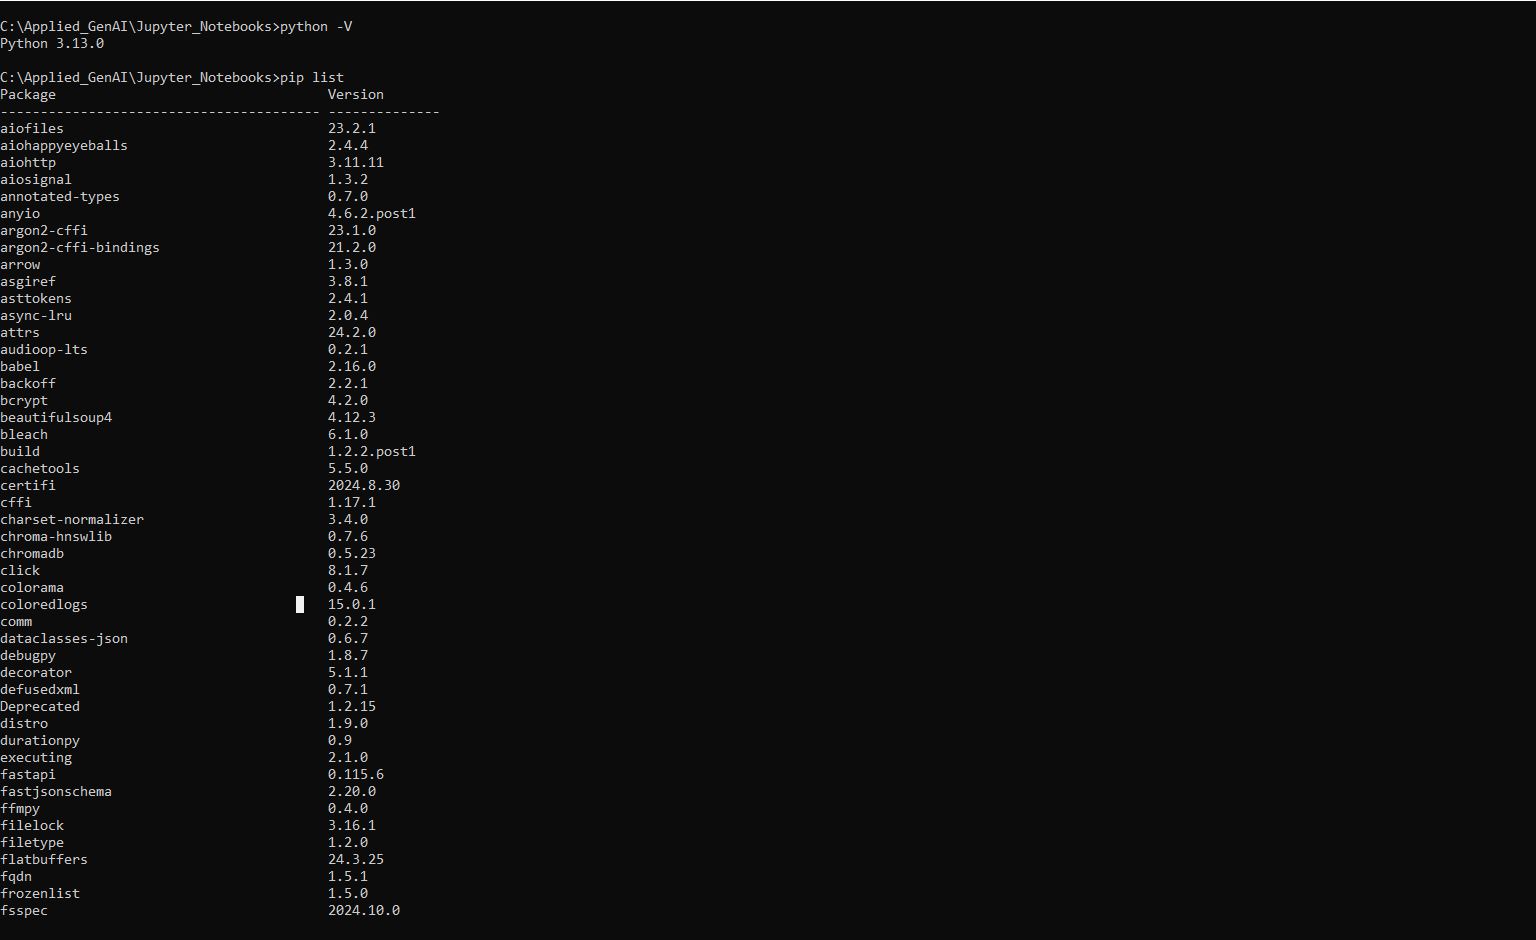 C:\Applied_GenAI\Jupyter_Notebooks>python -V
Python 3.13.0
C:\Applied_GenAI\Jupyter_Notebooks>pip list
Package                                  Version
---------------------------------------- --------------
aiofiles                                 23.2.1
aiohappyeyeballs                         2.4.4
aiohttp                                  3.11.11
aiosignal                                1.3.2
annotated-types                          0.7.0
anyio                                    4.6.2.post1
argon2-cffi                              23.1.0
argon2-cffi-bindings                     21.2.0
arrow                                    1.3.0
asgiref                                  3.8.1
asttokens                                2.4.1
async-lru                                2.0.4
attrs                                    24.2.0
audioop-lts                              0.2.1
babel                                    2.16.0
backoff                                  2.2.1
bcrypt                                   4.2.0
beautifulsoup4                           4.12.3
bleach                                   6.1.0
build                                    1.2.2.post1
cachetools                               5.5.0
certifi                                  2024.8.30
cffi                                     1.17.1
charset-normalizer                       3.4.0
chroma-hnswlib                           0.7.6
chromadb                                 0.5.23
click                                    8.1.7
colorama                                 0.4.6
coloredlogs                              15.0.1
comm                                     0.2.2
dataclasses-json                         0.6.7
debugpy                                  1.8.7
decorator                                5.1.1
defusedxml                               0.7.1
Deprecated                               1.2.15
distro                                   1.9.0
durationpy                               0.9
executing                                2.1.0
fastapi                                  0.115.6
fastjsonschema                           2.20.0
ffmpy                                    0.4.0
filelock                                 3.16.1
filetype                                 1.2.0
flatbuffers                              24.3.25
fqdn                                     1.5.1
frozenlist                               1.5.0
fsspec                                   2024.10.0